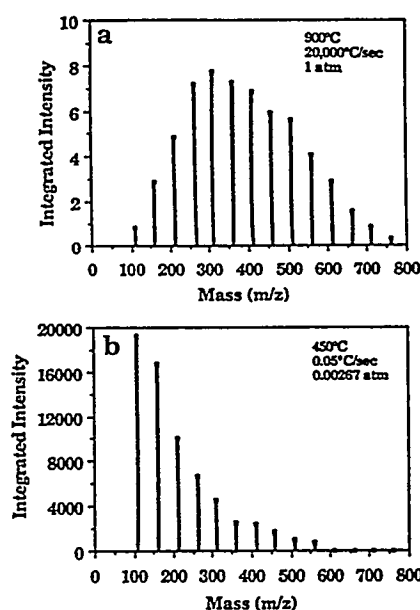 a
900°C
20,000°C/sec
1 atm
10
8
6
4
2
0
Integrated Intensity
0 100 200 300 400 500 600 700 800
Mass (m/z)
b
450°C
0.05°C/sec
0.00267 atm
20000
16000
12000
8000
4000
0
Integrated Intensity
0 100 200 300 400 500 600 700 800
Mass (m/z)